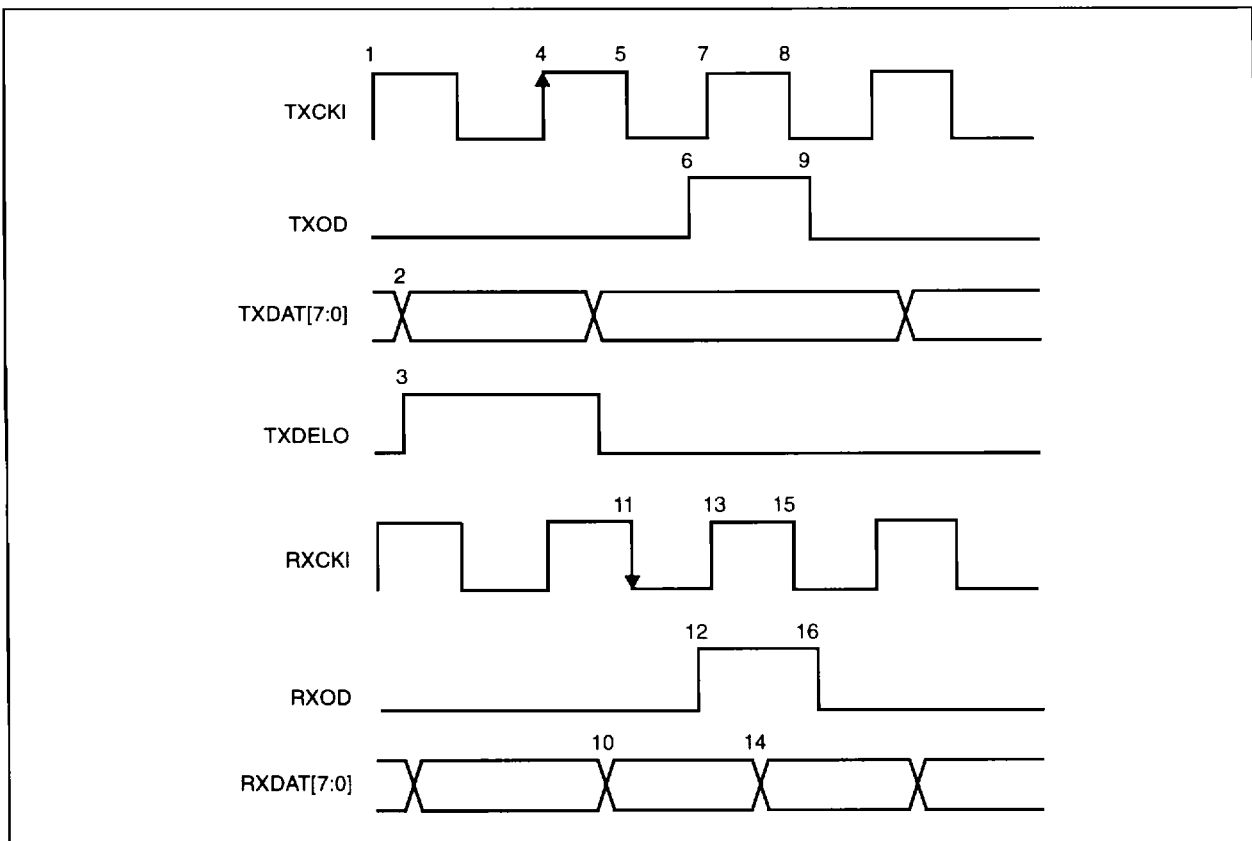 1 4 5 7 8
TXCKI
6 9
TXOD
2
TXDAT[7:0]
3
TXDELO
11 13 15
RXCKI
12 16
RXOD
10 14
RXDAT[7:0]